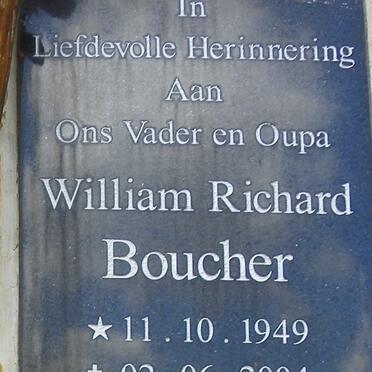 In
Liefdevolle Herinnering
Aan
Ons Vader en Oupa
William Richard
Boucher
★ 11 . 10 . 1949